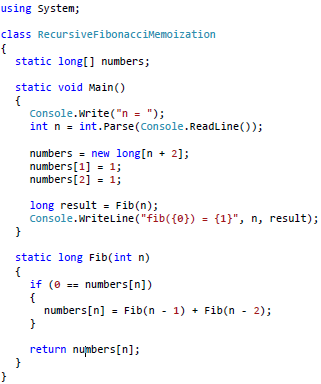 using System;
class RecursiveFibonacciMemoization
{
static long[] numbers;
static void Main()
{
Console.Write("n = ");
int n = int.Parse(Console.ReadLine());
numbers = new long[n + 2];
numbers[1] = 1;
numbers[2] = 1;
long result = Fib(n);
Console.WriteLine("fib({0}) = {1}", n, result);
}
static long Fib(int n)
{
if (0 == numbers[n])
{
numbers[n] = Fib(n - 1) + Fib(n - 2);
}
return numbers[n];
}
}